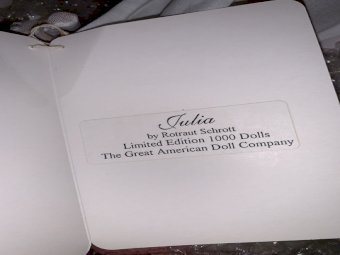 Julia
by Rotraut Schrott
Limited Edition 1000 Dolls
The Great American Doll Company